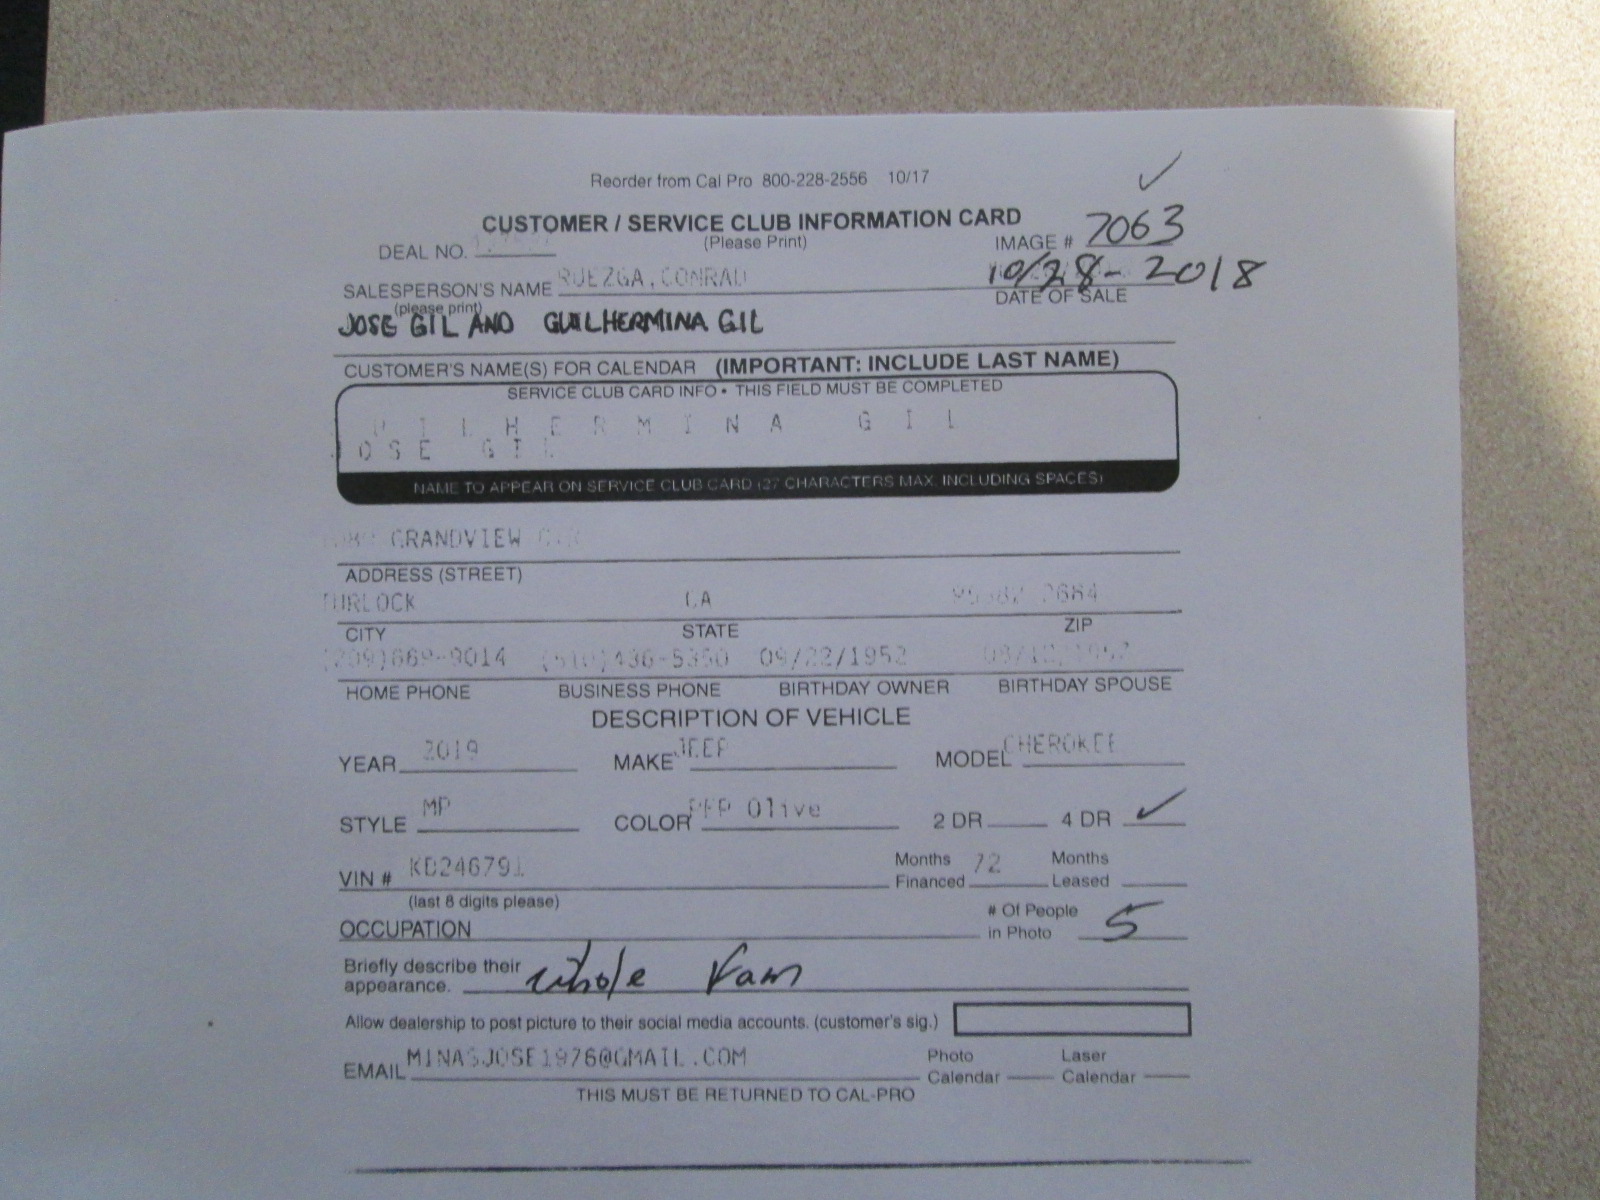 Reorder from Cal Pro 800-228-2556 10/17
CUSTOMER / SERVICE CLUB INFORMATION CARD
(Please Print)
DEAL NO.
IMAGE # 7063
SALESPERSON'S NAME RUEZGA, CONRAD
(please print)
10/28-2018
DATE OF SALE
JOSE GIL AND GUILHERMINA GIL
CUSTOMER'S NAME(S) FOR CALENDAR (IMPORTANT: INCLUDE LAST NAME)
SERVICE CLUB CARD INFO • THIS FIELD MUST BE COMPLETED
UILHERMINA GIL
JOSE GIL
NAME TO APPEAR ON SERVICE CLUB CARD (27 CHARACTERS MAX. INCLUDING SPACES)
GRANDVIEW
ADDRESS (STREET)
TURLOCK CA
CITY STATE ZIP
(209)669-9014 (510)436-5350 09/22/1952
HOME PHONE BUSINESS PHONE BIRTHDAY OWNER BIRTHDAY SPOUSE
DESCRIPTION OF VEHICLE
YEAR 2019 MAKE JEEP MODEL CHEROKEE
STYLE MP COLOR PFP Olive 2 DR 4 DR ✓
VIN # KD246791 Months Financed 72 Months Leased
(last 8 digits please)
OCCUPATION # Of People in Photo 5
Briefly describe their appearance. whole Fam
Allow dealership to post picture to their social media accounts. (customer's sig.)
EMAIL MINASJOSE1976@GMAIL.COM Photo Calendar Laser Calendar
THIS MUST BE RETURNED TO CAL-PRO